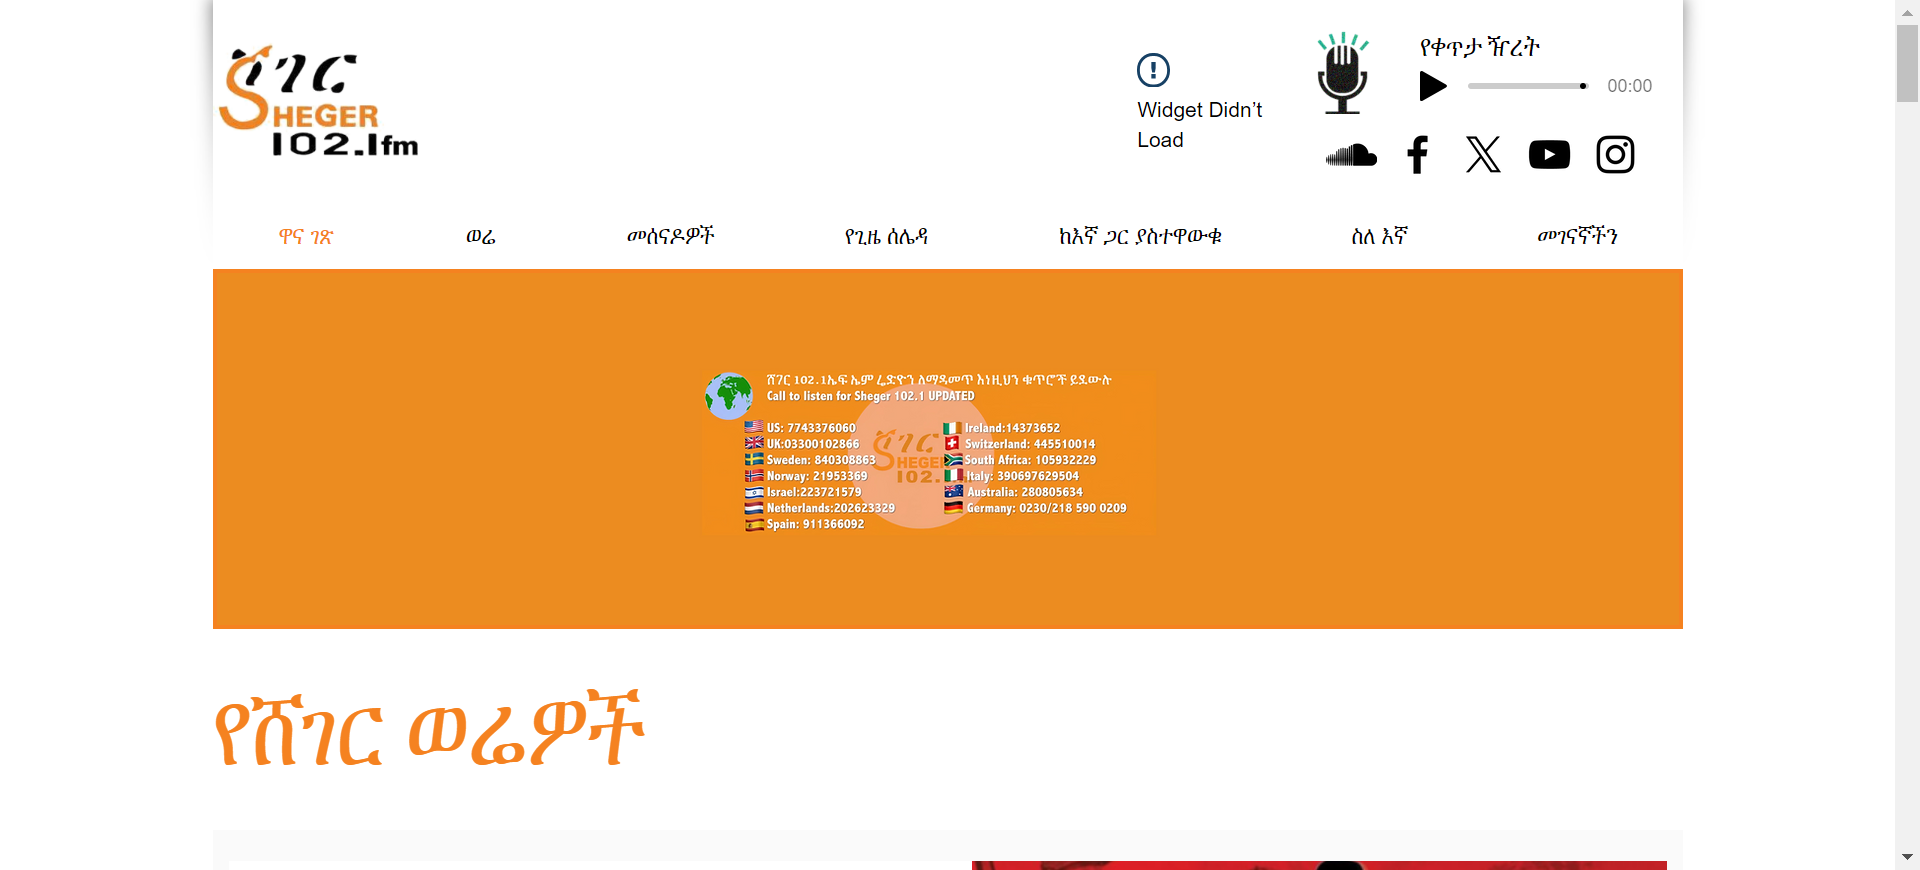 ሸገር
SHEGER
102.1fm
Widget Didn’t
Load
የቀጥታ ሥርጭት
00:00
ዋና ገጽ
ወሬ
መሰናዶዎች
የጊዜ ሰሌዳ
ከእኛ ጋር ያስተዋውቁ
ስለ እኛ
መገናኛችን
ሸገር 102.1ኤፍ ኤም ሬድዮን ለማዳመጥ እነዚህን ቁጥሮች ይደውሉ
Call to listen for Sheger 102.1 UPDATED
US: 7743376060
UK:03300102866
Sweden: 840308863
Norway: 21953369
Israel:223721579
Netherlands:202623329
Spain: 911366092
Ireland:14373652
Switzerland: 445510014
South Africa: 105932229
Italy: 390697629504
Australia: 280805634
Germany: 0230/218 590 0209
ሸገር
SHEGER
102.
የሸገር ወሬዎች